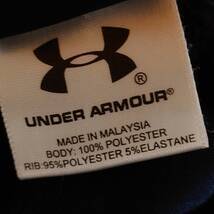 ®
UNDER ARMOUR®
MADE IN MALAYSIA
BODY: 100% POLYESTER
RIB:95%POLYESTER 5%ELASTANE